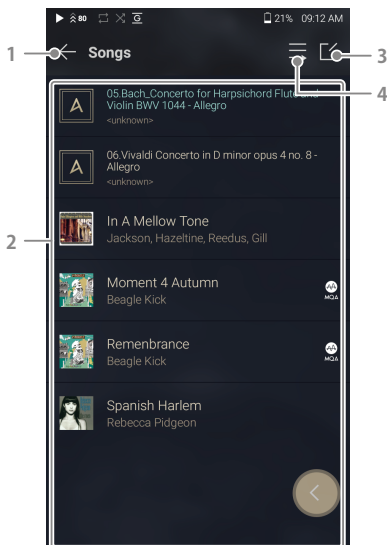 80 G 21% 09:12 AM
1 Songs 3
4
05.Bach_Concerto for Harpsichord Flute and
Violin BWV 1044 - Allegro
<unknown>
06.Vivaldi Concerto in D minor opus 4 no. 8 -
Allegro
<unknown>
In A Mellow Tone
2 Jackson, Hazeltine, Reedus, Gill
Moment 4 Autumn
Beagle Kick
MQA
Remenbrance
Beagle Kick
MQA
Spanish Harlem
Rebecca Pidgeon